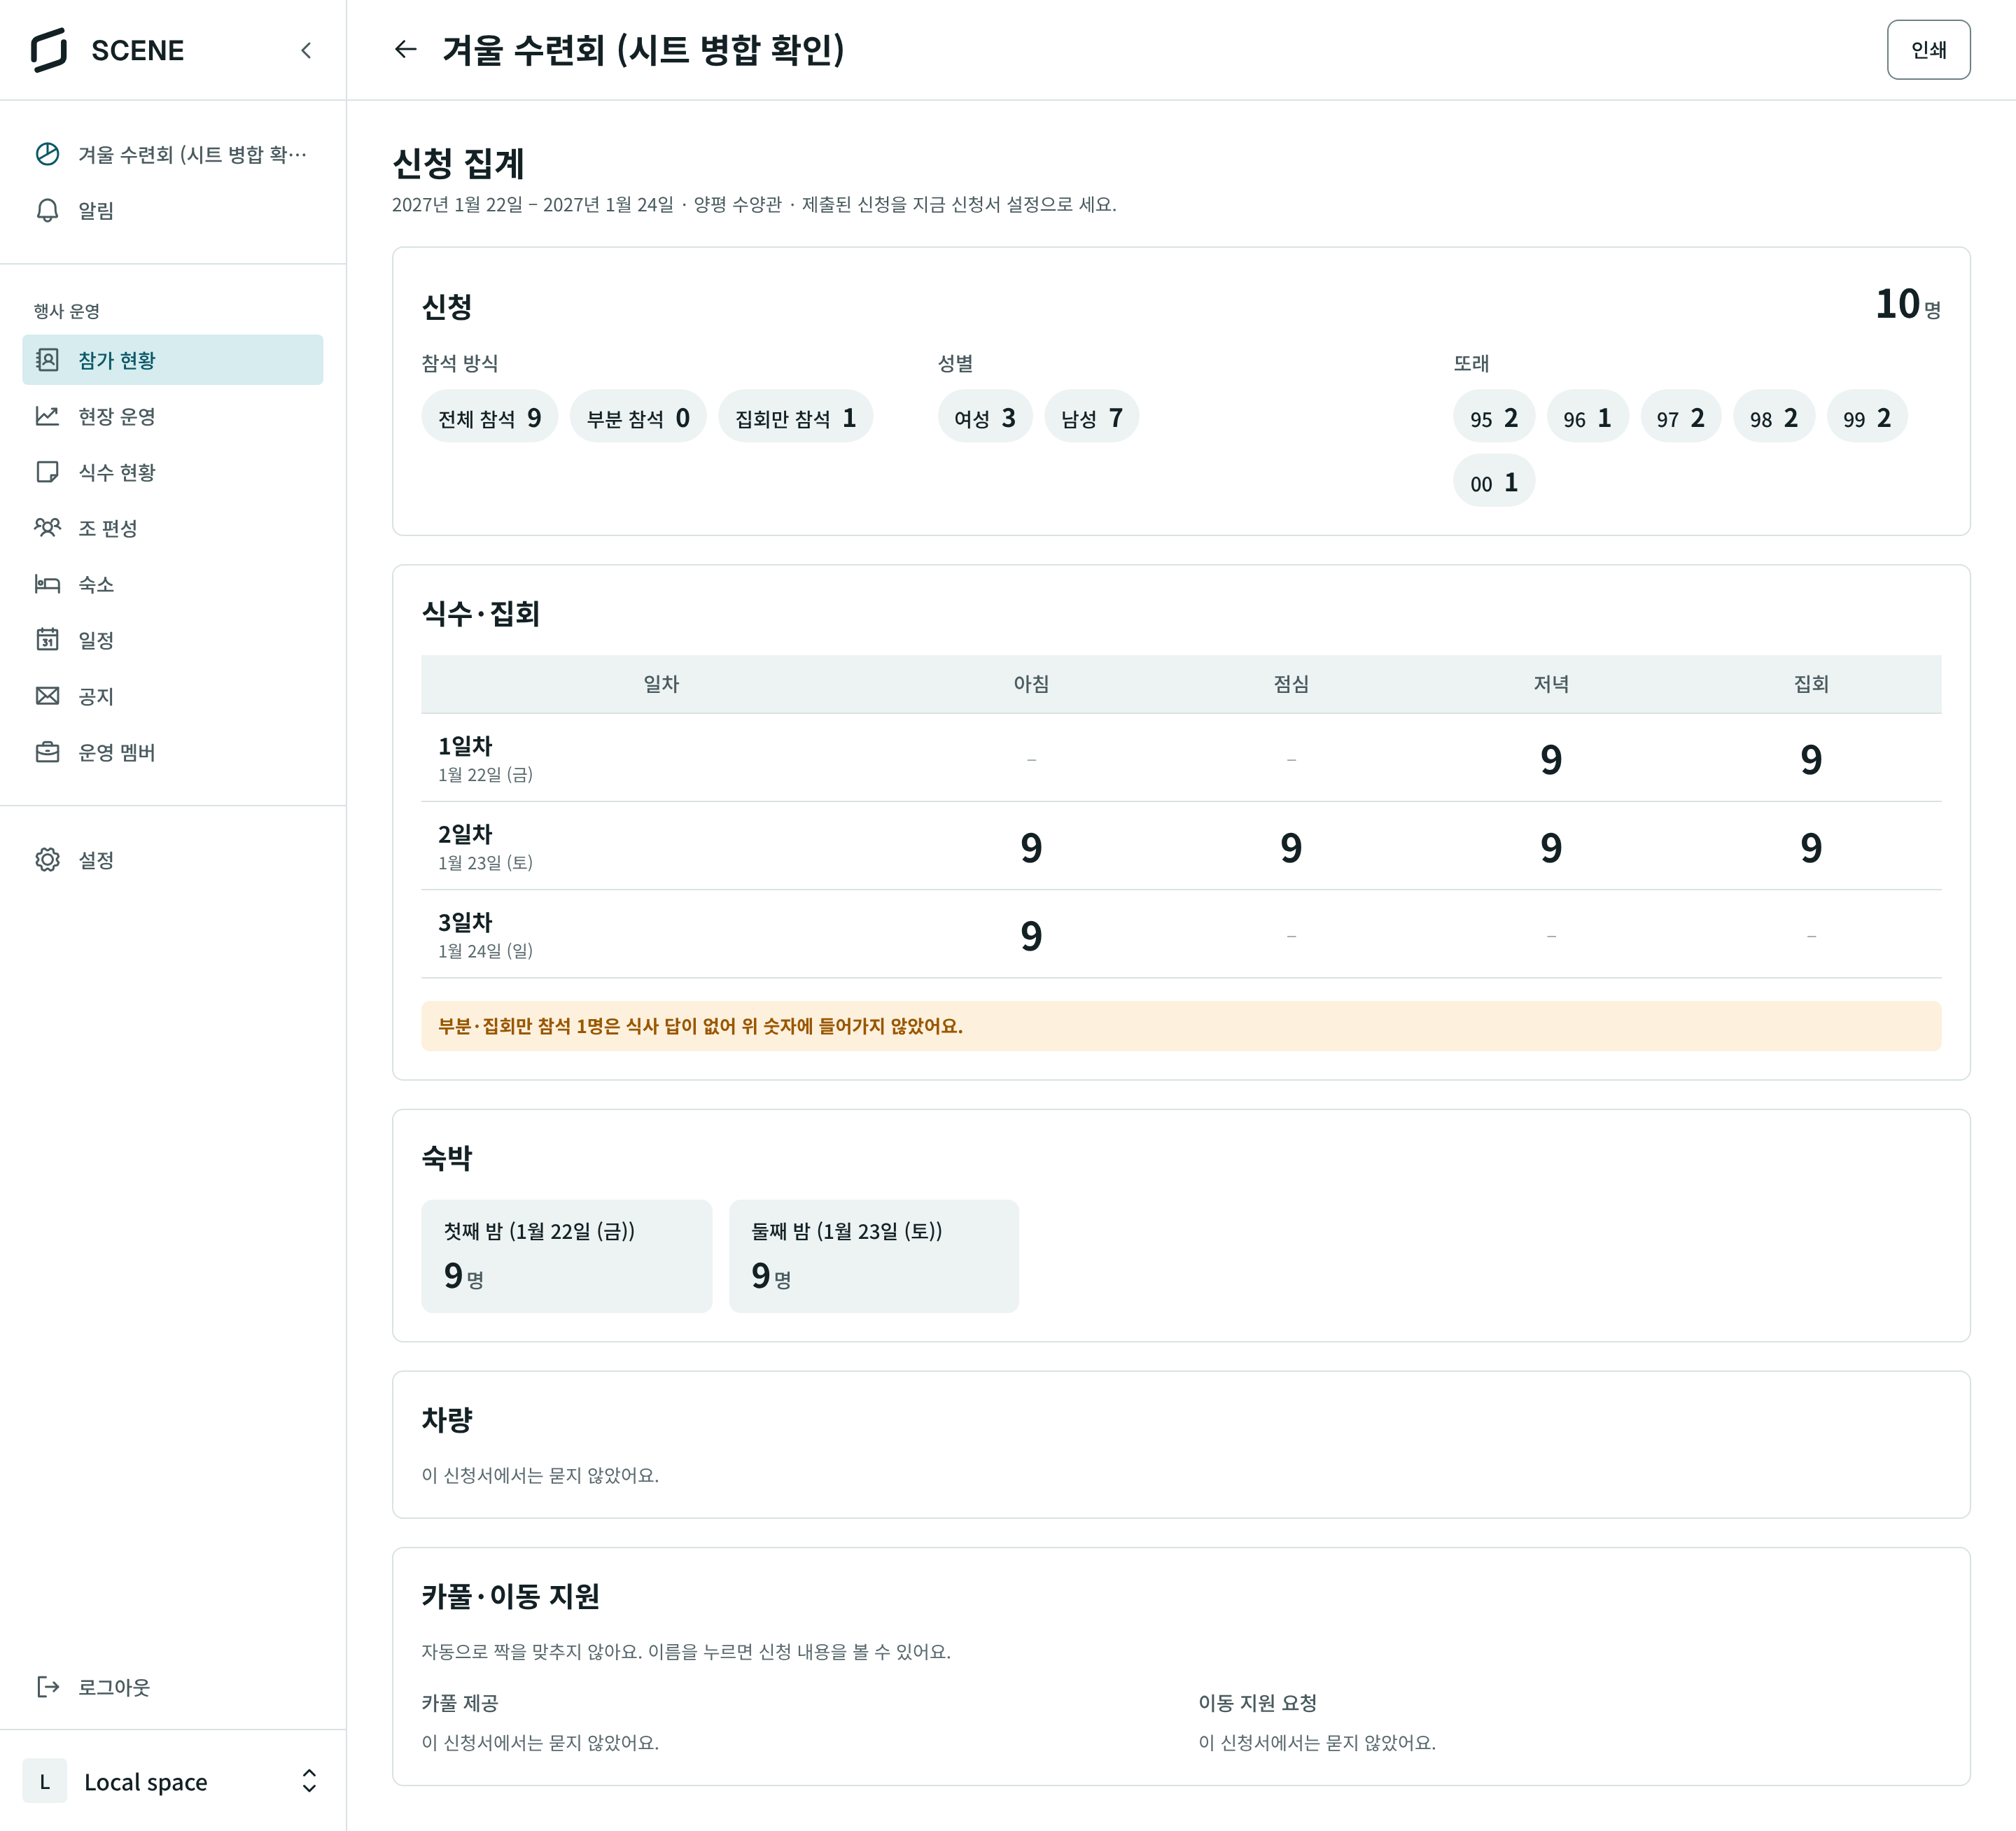 SCENE
겨울 수련회 (시트 병합 확인)
인쇄
겨울 수련회 (시트 병합 확…
알림
행사 운영
참가 현황
현장 운영
식수 현황
조 편성
숙소
31
일정
공지
운영 멤버
설정
로그아웃
L Local space
신청 집계
2027년 1월 22일 – 2027년 1월 24일 · 양평 수양관 · 제출된 신청을 지금 신청서 설정으로 세요.
신청 10명
참석 방식
전체 참석 9 부분 참석 0 집회만 참석 1
성별
여성 3 남성 7
또래
95 2 96 1 97 2 98 2 99 2
00 1
식수·집회
일차 아침 점심 저녁 집회
1일차
1월 22일 (금)
– – 9 9
2일차
1월 23일 (토)
9 9 9 9
3일차
1월 24일 (일)
9 – – –
부분·집회만 참석 1명은 식사 답이 없어 위 숫자에 들어가지 않았어요.
숙박
첫째 밤 (1월 22일 (금))
9명
둘째 밤 (1월 23일 (토))
9명
차량
이 신청서에서는 묻지 않았어요.
카풀·이동 지원
자동으로 짝을 맞추지 않아요. 이름을 누르면 신청 내용을 볼 수 있어요.
카풀 제공
이 신청서에서는 묻지 않았어요.
이동 지원 요청
이 신청서에서는 묻지 않았어요.